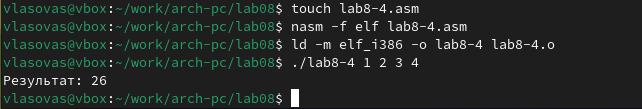 vlasovas@vbox:~/work/arch-pc/lab08$ touch lab8-4.asm
vlasovas@vbox:~/work/arch-pc/lab08$ nasm -f elf lab8-4.asm
vlasovas@vbox:~/work/arch-pc/lab08$ ld -m elf_i386 -o lab8-4 lab8-4.o
vlasovas@vbox:~/work/arch-pc/lab08$ ./lab8-4 1 2 3 4
Результат: 26
vlasovas@vbox:~/work/arch-pc/lab08$